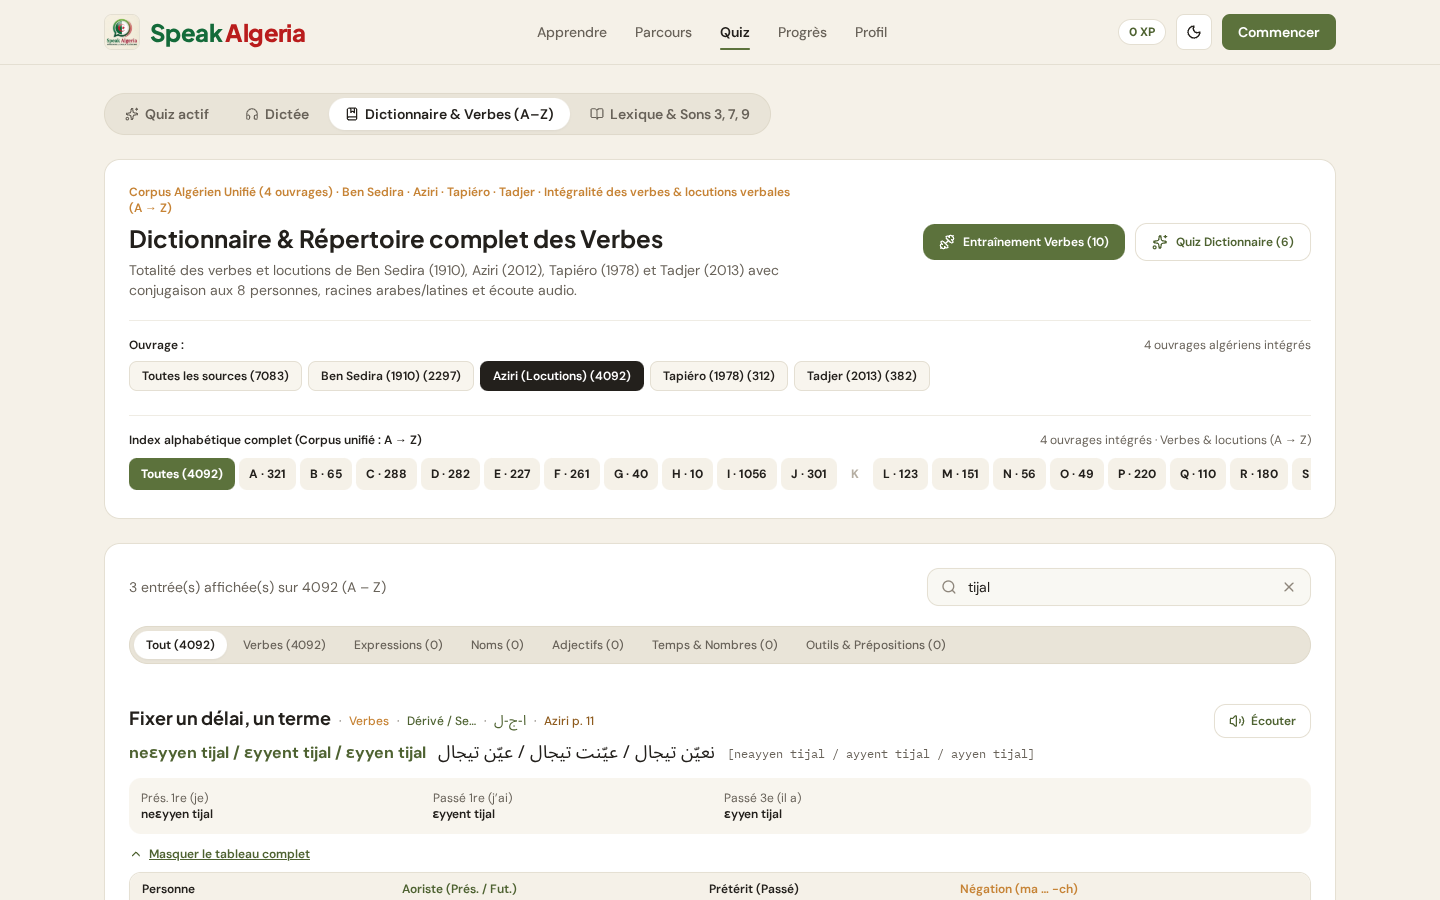 SpeakAlgeria
Apprendre
Parcours
Quiz
Progrès
Profil
0 XP
Commencer
Quiz actif
Dictée
Dictionnaire & Verbes (A–Z)
Lexique & Sons 3, 7, 9
Corpus Algérien Unifié (4 ouvrages) · Ben Sedira · Aziri · Tapiéro · Tadjer · Intégralité des verbes & locutions verbales
(A → Z)
Dictionnaire & Répertoire complet des Verbes
Totalité des verbes et locutions de Ben Sedira (1910), Aziri (2012), Tapiéro (1978) et Tadjer (2013) avec
conjugaison aux 8 personnes, racines arabes/latines et écoute audio.
Entraînement Verbes (10)
Quiz Dictionnaire (6)
Ouvrage :
4 ouvrages algériens intégrés
Toutes les sources (7083)
Ben Sedira (1910) (2297)
Aziri (Locutions) (4092)
Tapiéro (1978) (312)
Tadjer (2013) (382)
Index alphabétique complet (Corpus unifié : A → Z)
4 ouvrages intégrés · Verbes & locutions (A → Z)
Toutes (4092)
A · 321
B · 65
C · 288
D · 282
E · 227
F · 261
G · 40
H · 10
I · 1056
J · 301
K
L · 123
M · 151
N · 56
O · 49
P · 220
Q · 110
R · 180
S
3 entrée(s) affichée(s) sur 4092 (A – Z)
tijal
Tout (4092)
Verbes (4092)
Expressions (0)
Noms (0)
Adjectifs (0)
Temps & Nombres (0)
Outils & Prépositions (0)
Fixer un délai, un terme · Verbes · Dérivé / Se... · ا-ج-ل · Aziri p. 11
Écouter
neɛyyen tijal / ɛyyent tijal / ɛyyen tijal نعيّن تيجال / عيّنت تيجال / عيّن تيجال [neayyen tijal / ayyent tijal / ayyen tijal]
Prés. 1re (je)
neɛyyen tijal
Passé 1re (j'ai)
ɛyyent tijal
Passé 3e (il a)
ɛyyen tijal
Masquer le tableau complet
Personne
Aoriste (Prés. / Fut.)
Prétérit (Passé)
Négation (ma ... -ch)